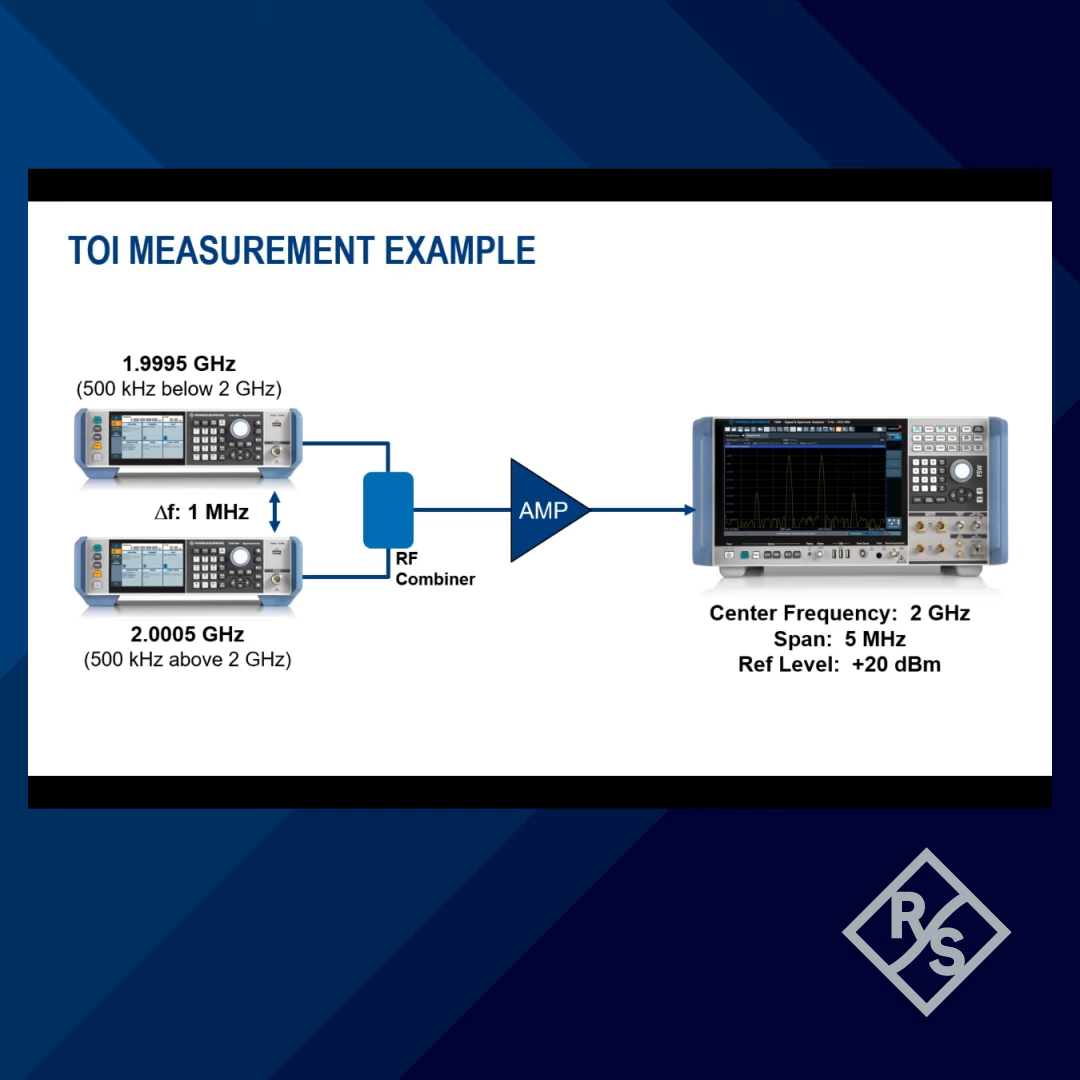 TOI MEASUREMENT EXAMPLE
1.9995 GHz
(500 kHz below 2 GHz)
Δf: 1 MHz
2.0005 GHz
(500 kHz above 2 GHz)
RF
Combiner
AMP
Center Frequency: 2 GHz
Span: 5 MHz
Ref Level: +20 dBm
R
S